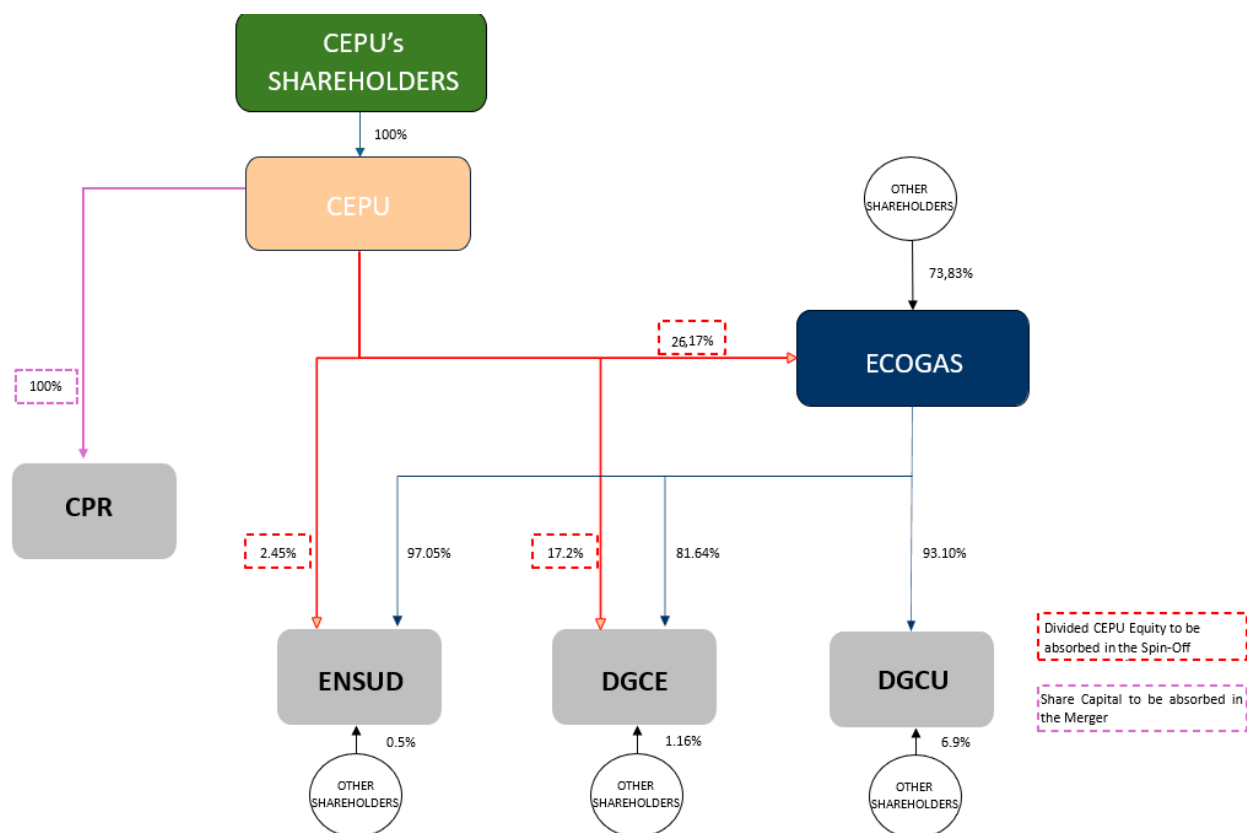 CEPU's
SHAREHOLDERS
100%
CEPU
OTHER
SHAREHOLDERS
73,83%
26,17%
ECOGAS
100%
CPR
2.45%
97.05%
17.2%
81.64%
93.10%
ENSUD
DGCE
DGCU
Divided CEPU Equity to be
absorbed in the Spin-Off
Share Capital to be absorbed in
the Merger
0.5%
1.16%
6.9%
OTHER
SHAREHOLDERS
OTHER
SHAREHOLDERS
OTHER
SHAREHOLDERS